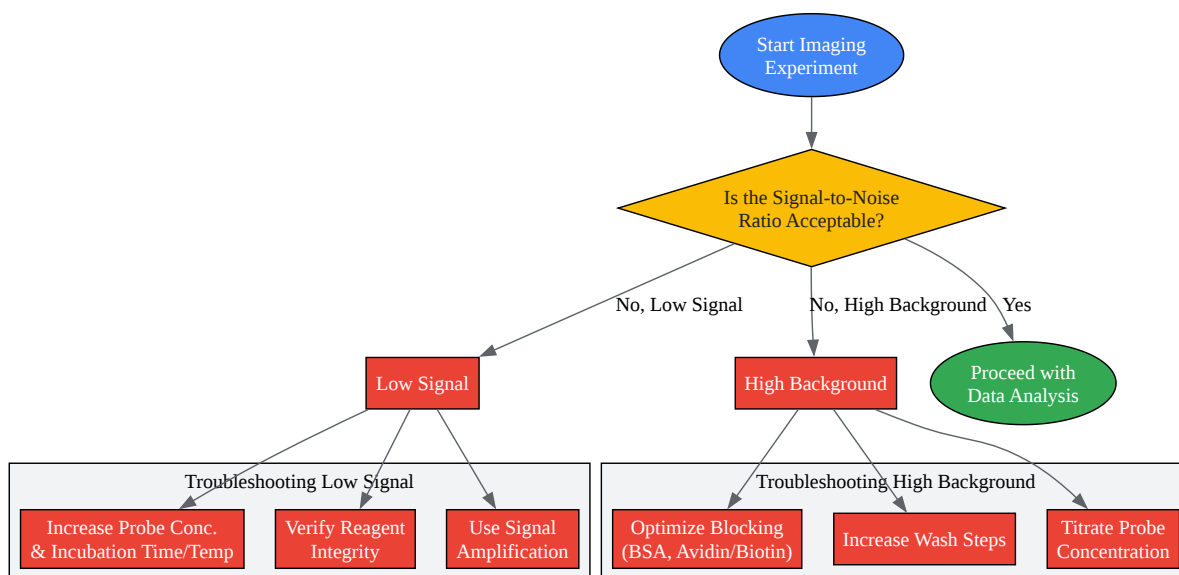 Start Imaging
Experiment
Is the Signal-to-Noise
Ratio Acceptable?
No, Low Signal
No, High Background
Yes
Low Signal
High Background
Proceed with
Data Analysis
Troubleshooting Low Signal
Increase Probe Conc.
& Incubation Time/Temp
Verify Reagent
Integrity
Use Signal
Amplification
Troubleshooting High Background
Optimize Blocking
(BSA, Avidin/Biotin)
Increase Wash Steps
Titrate Probe
Concentration